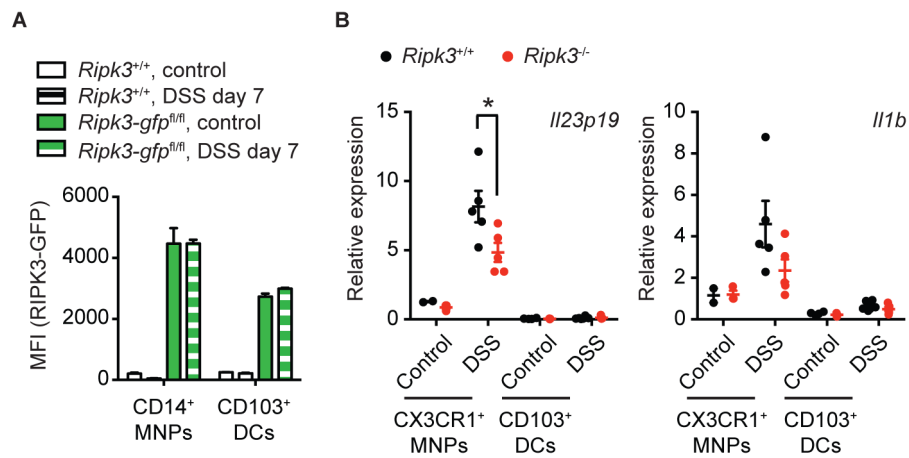 A
Ripk3+/+, control
Ripk3+/+, DSS day 7
Ripk3-gfpfl/fl, control
Ripk3-gfpfl/fl, DSS day 7
MFI (RIPK3-GFP)
6000
4000
2000
0
CD14+
MNPs
CD103+
DCs
B
Ripk3+/+
Ripk3-/-
Relative expression
15
10
5
0
*
Il23p19
Control
DSS
Control
DSS
CX3CR1+
MNPs
CD103+
DCs
Relative expression
10
8
6
4
2
0
Il1b
Control
DSS
Control
DSS
CX3CR1+
MNPs
CD103+
DCs